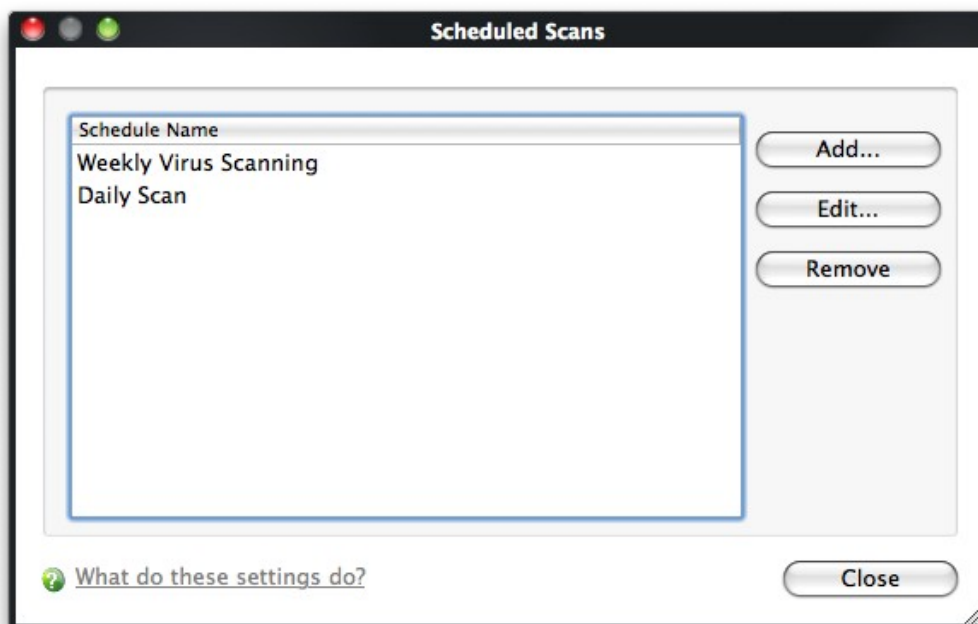 Scheduled Scans
Schedule Name
Weekly Virus Scanning
Daily Scan
Add...
Edit...
Remove
What do these settings do?
Close